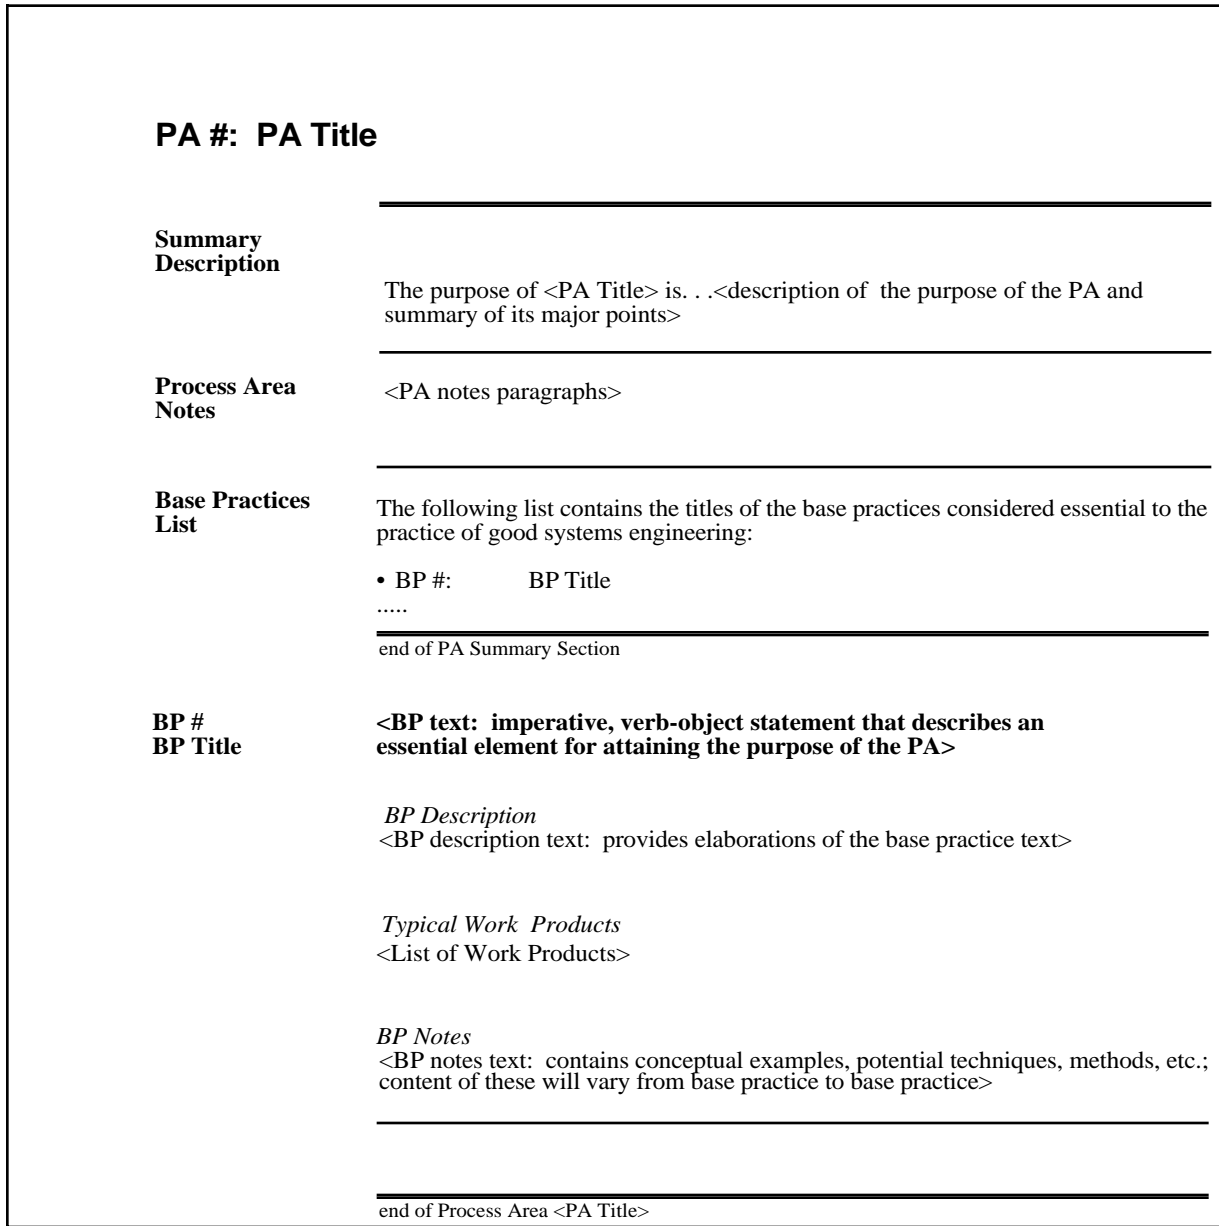 PA #:  PA Title
Summary
Description
The purpose of <PA Title> is. . .<description of  the purpose of the PA and
summary of its major points>
Process Area
Notes
<PA notes paragraphs>
Base Practices
List
The following list contains the titles of the base practices considered essential to the
practice of good systems engineering:
• BP #: BP Title
.....
end of PA Summary Section
BP #
BP Title
<BP text:  imperative, verb-object statement that describes an
essential element for attaining the purpose of the PA>
BP Description
<BP description text:  provides elaborations of the base practice text>
Typical Work  Products
<List of Work Products>
BP Notes
<BP notes text:  contains conceptual examples, potential techniques, methods, etc.;
content of these will vary from base practice to base practice>
end of Process Area <PA Title>